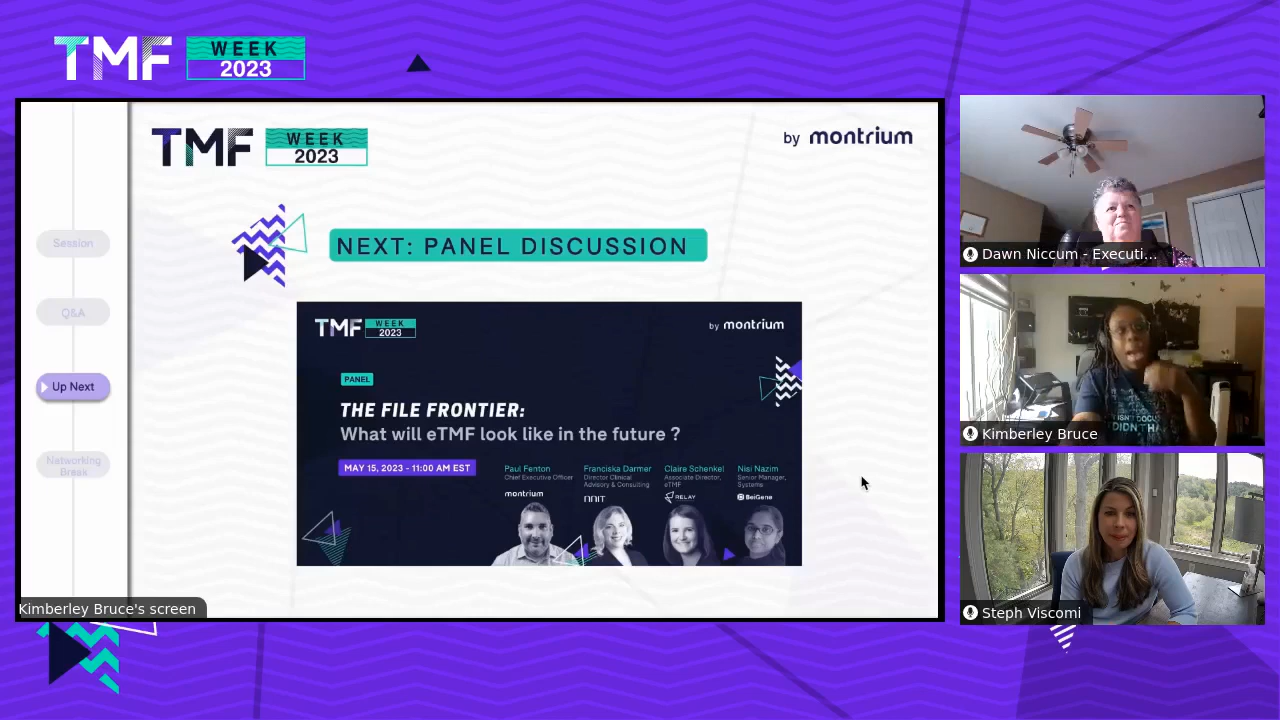 TMF WEEK 2023
TMF WEEK 2023
by montrium
Session
Q&A
Up Next
Networking
Break
NEXT: PANEL DISCUSSION
TMF WEEK 2023
by montrium
PANEL
THE FILE FRONTIER:
What will eTMF look like in the future ?
MAY 15, 2023 - 11:00 AM EST
Paul Fenton
Chief Executive Officer
montrium
Franciska Darmer
Director Clinical
Advisory & Consulting
NNIT
Claire Schenkel
Associate Director,
eTMF
RELAY
Nisi Nazim
Senior Manager,
Systems
BeiGene
Kimberley Bruce's screen
Dawn Niccum - Executi...
Kimberley Bruce
Steph Viscomi